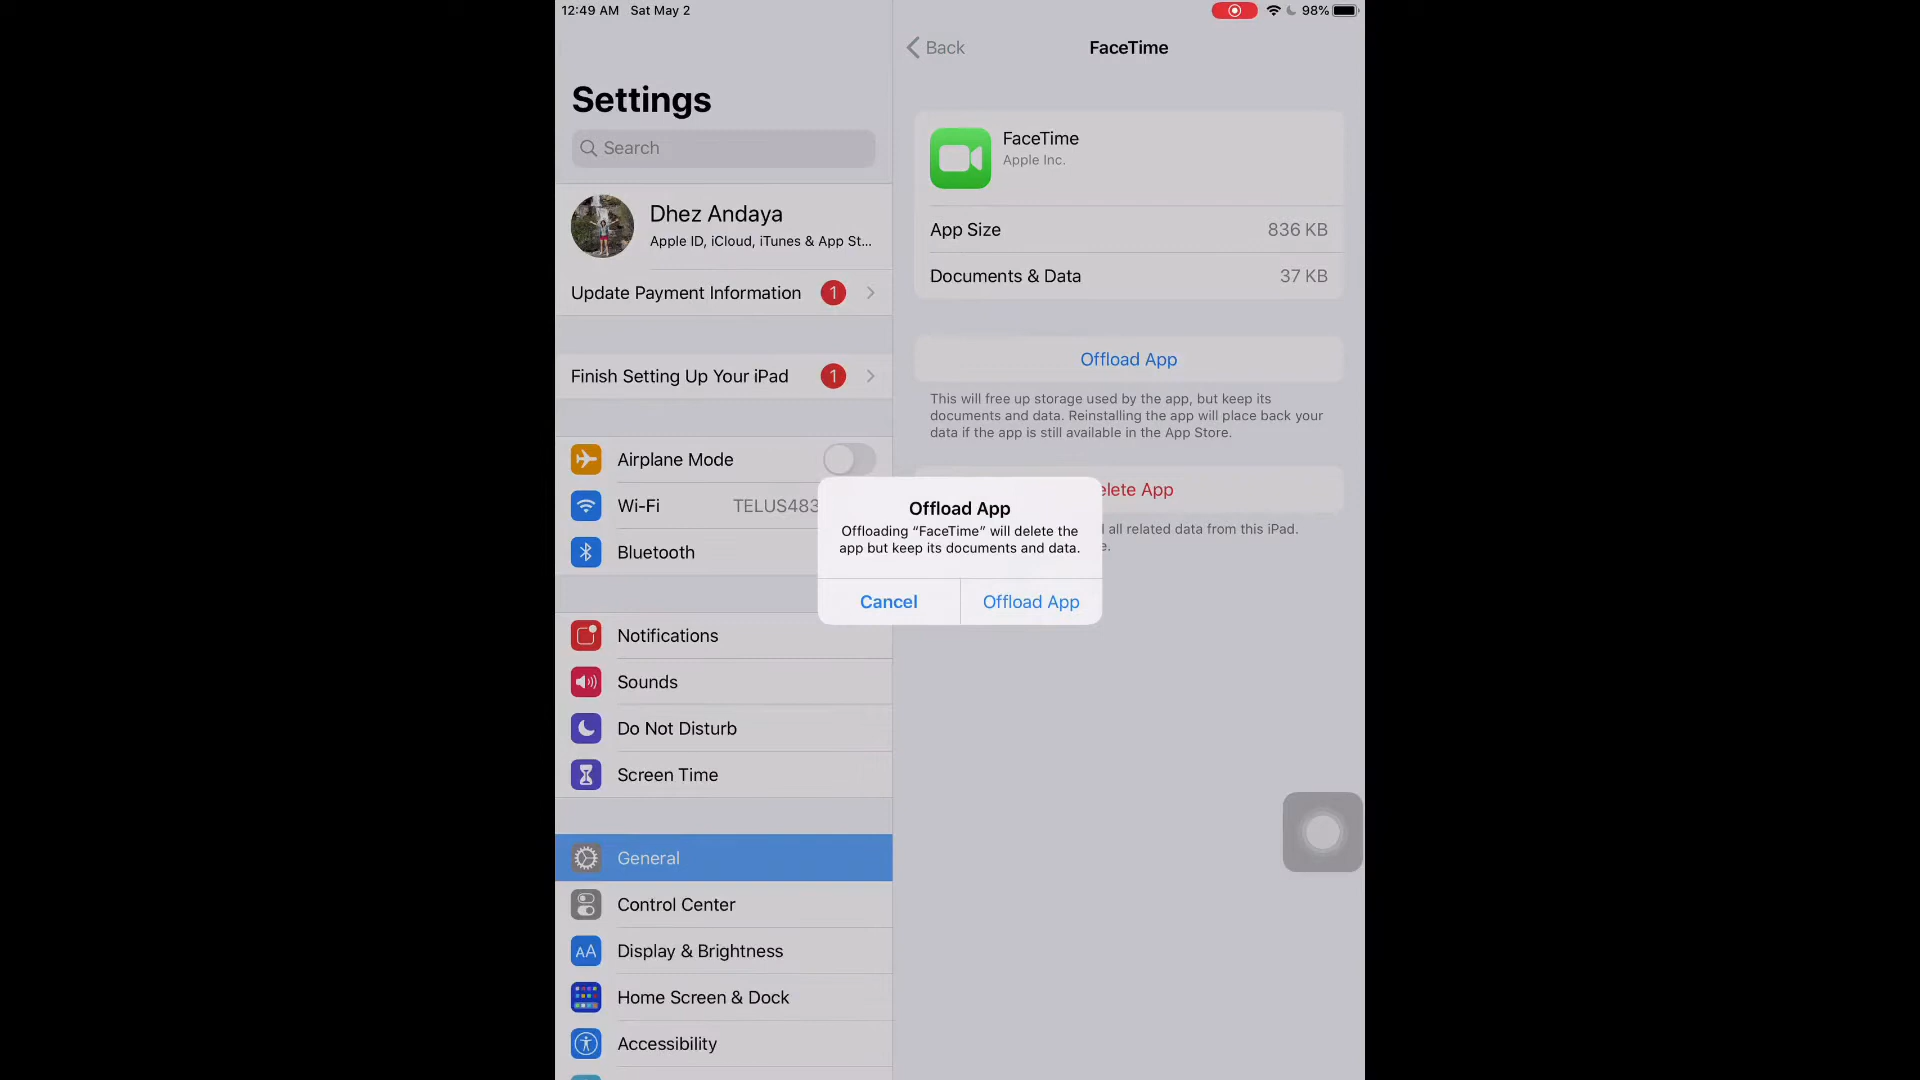 12:49 AM Sat May 2
98%
Settings
Search
Dhez Andaya
Apple ID, iCloud, iTunes & App St...
Update Payment Information 1
Finish Setting Up Your iPad 1
Airplane Mode
Wi-Fi TELUS483
Bluetooth
Notifications
Sounds
Do Not Disturb
Screen Time
General
Control Center
AA Display & Brightness
Home Screen & Dock
Accessibility
Back
FaceTime
FaceTime
Apple Inc.
App Size 836 KB
Documents & Data 37 KB
Offload App
This will free up storage used by the app, but keep its
documents and data. Reinstalling the app will place back your
data if the app is still available in the App Store.
elete App
all related data from this iPad.
e.
Offload App
Offloading “FaceTime” will delete the
app but keep its documents and data.
Cancel
Offload App